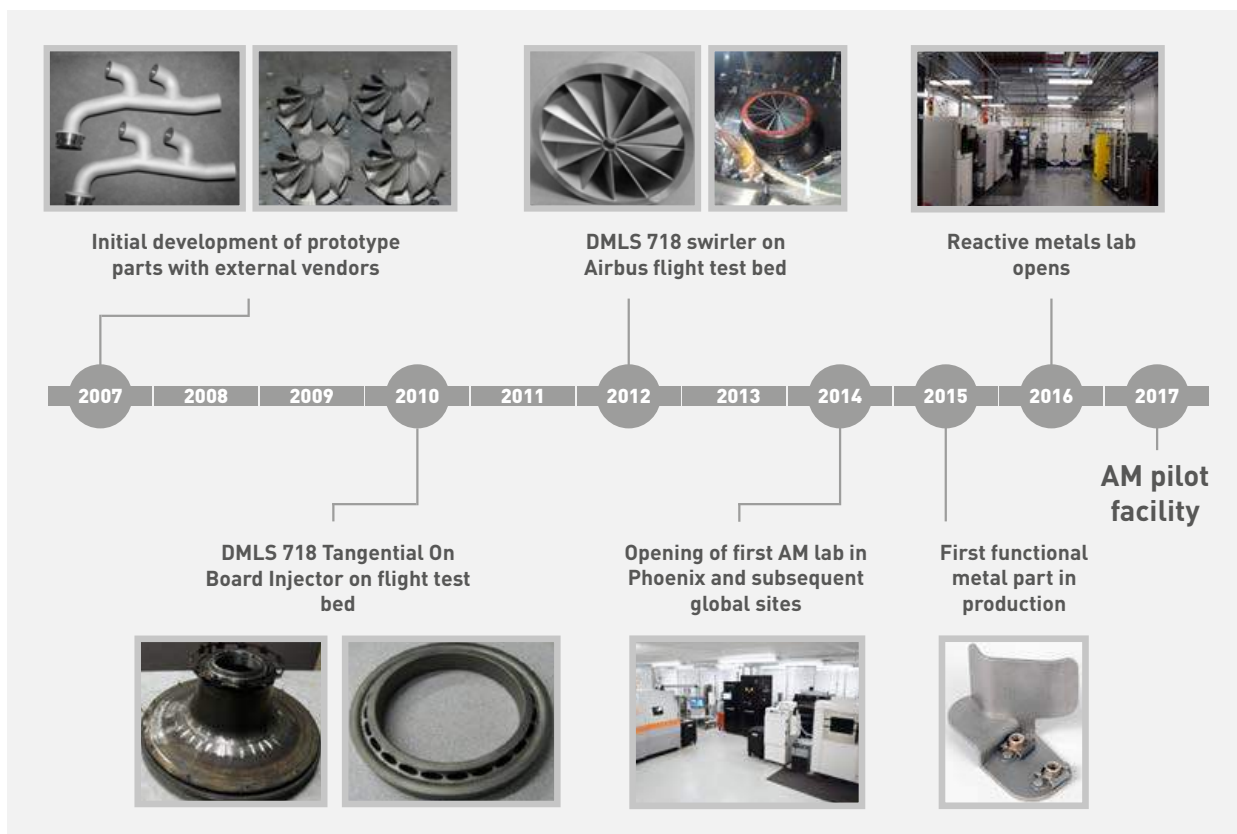 Initial development of prototype
parts with external vendors
DMLS 718 swirler on
Airbus flight test bed
Reactive metals lab
opens
2007 2008 2009 2010 2011 2012 2013 2014 2015 2016 2017
AM pilot
facility
DMLS 718 Tangential On
Board Injector on flight test
bed
Opening of first AM lab in
Phoenix and subsequent
global sites
First functional
metal part in
production